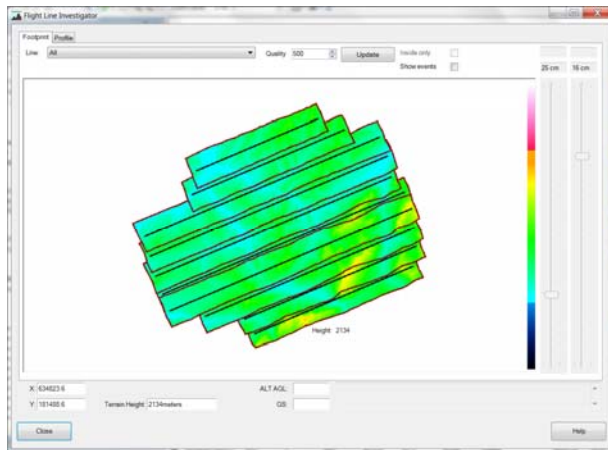 Flight Line Investigator
Footprint Profile
Line All Quality 500 Update Inside only
Show events
25 cm 16 cm
Height 2134
X: 634823.6 ALT AGL:
Y: 181488.6 Terrain Height: 2134meters GS:
Close Help